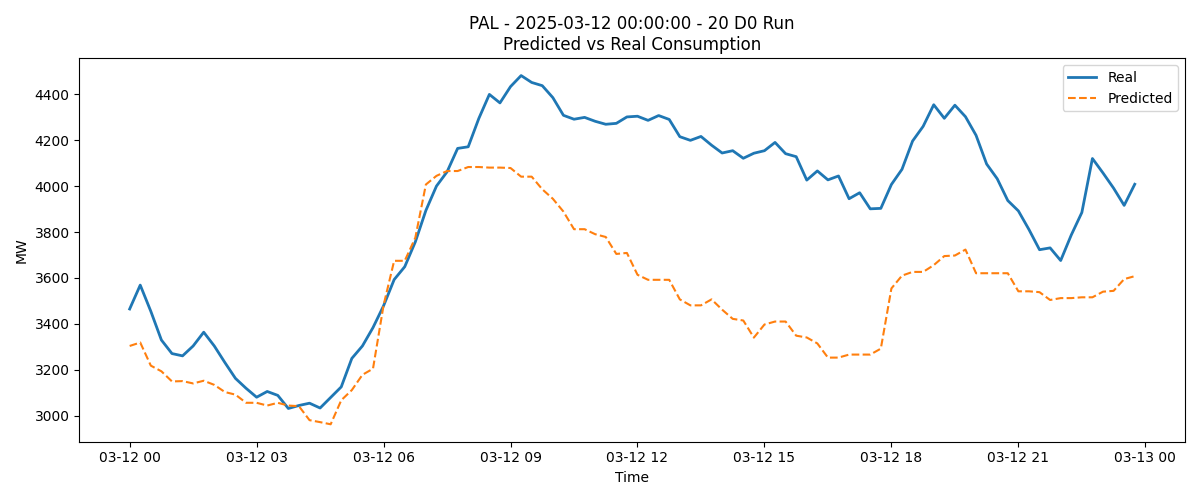 PAL - 2025-03-12 00:00:00 - 20 D0 Run
Predicted vs Real Consumption
Real
Predicted
MW
4400
4200
4000
3800
3600
3400
3200
3000
03-12 00
03-12 03
03-12 06
03-12 09
03-12 12
03-12 15
03-12 18
03-12 21
03-13 00
Time